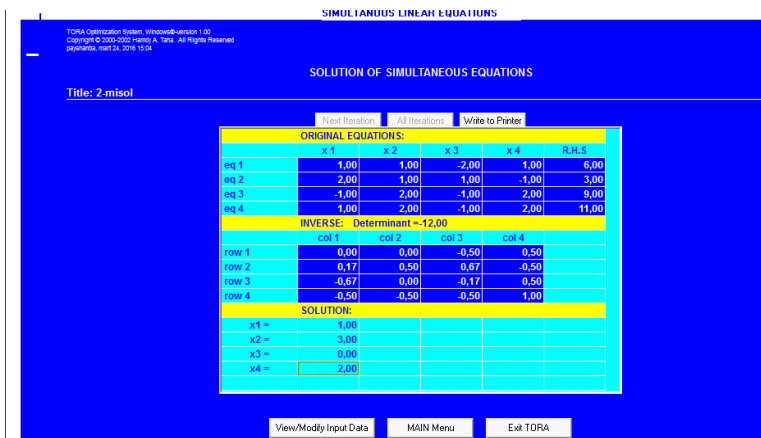 SIMULTANUOS LINEAR EQUATIONS
TORA Optimization System, Windows®-version 1.00
Copyright © 2000-2002 Hamdy A. Taha. All Rights Reserved
payshanba, mart 24, 2016 15:04
SOLUTION OF SIMULTANEOUS EQUATIONS
Title: 2-misol
Next Iteration All Iterations Write to Printer
ORIGINAL EQUATIONS:
x 1 x 2 x 3 x 4 R.H.S
eq 1 1,00 1,00 -2,00 1,00 6,00
eq 2 2,00 1,00 1,00 -1,00 3,00
eq 3 -1,00 2,00 -1,00 2,00 9,00
eq 4 1,00 2,00 -1,00 2,00 11,00
INVERSE: Determinant =-12,00
col 1 col 2 col 3 col 4
row 1 0,00 0,00 -0,50 0,50
row 2 0,17 0,50 0,67 -0,50
row 3 -0,67 0,00 -0,17 0,50
row 4 -0,50 -0,50 -0,50 1,00
SOLUTION:
x1 = 1,00
x2 = 3,00
x3 = 0,00
x4 = 2,00
View/Modify Input Data MAIN Menu Exit TORA